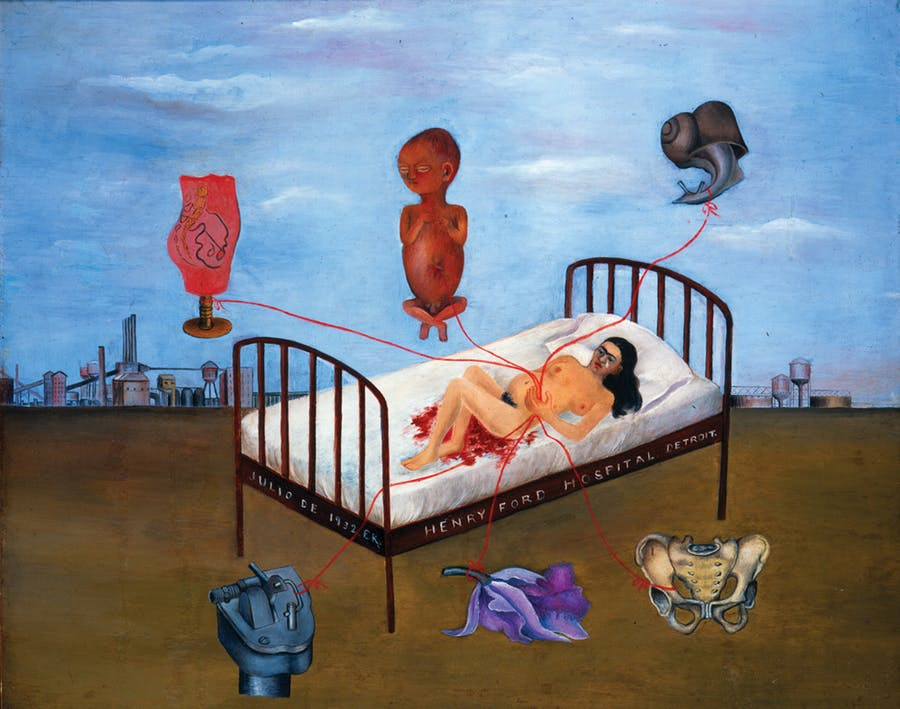 JULIO DE 1932 F.K.
HENRY FORD HOSPITAL DETROIT.